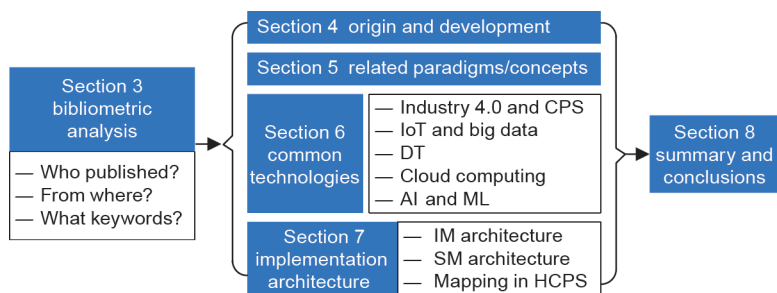 Section 3
bibliometric
analysis
— Who published?
— From where?
— What keywords?
Section 4 origin and development
Section 5 related paradigms/concepts
Section 6
common
technologies
— Industry 4.0 and CPS
— IoT and big data
— DT
— Cloud computing
— AI and ML
Section 7
implementation
architecture
— IM architecture
— SM architecture
— Mapping in HCPS
Section 8
summary and
conclusions